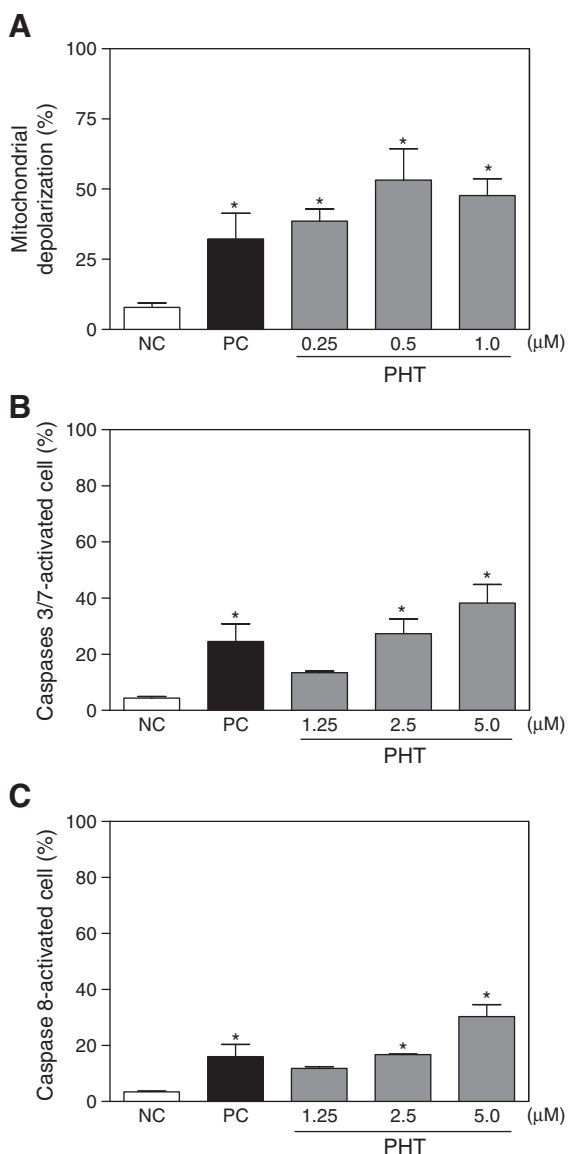 A
Mitochondrial
depolarization (%)
100
75
50
25
0
*
*
*
*
NC PC 0.25 0.5 1.0 (μM)
PHT
B
Caspases 3/7-activated cell (%)
100
80
60
40
20
0
*
*
*
NC PC 1.25 2.5 5.0 (μM)
PHT
C
Caspase 8-activated cell (%)
100
80
60
40
20
0
*
*
*
NC PC 1.25 2.5 5.0 (μM)
PHT